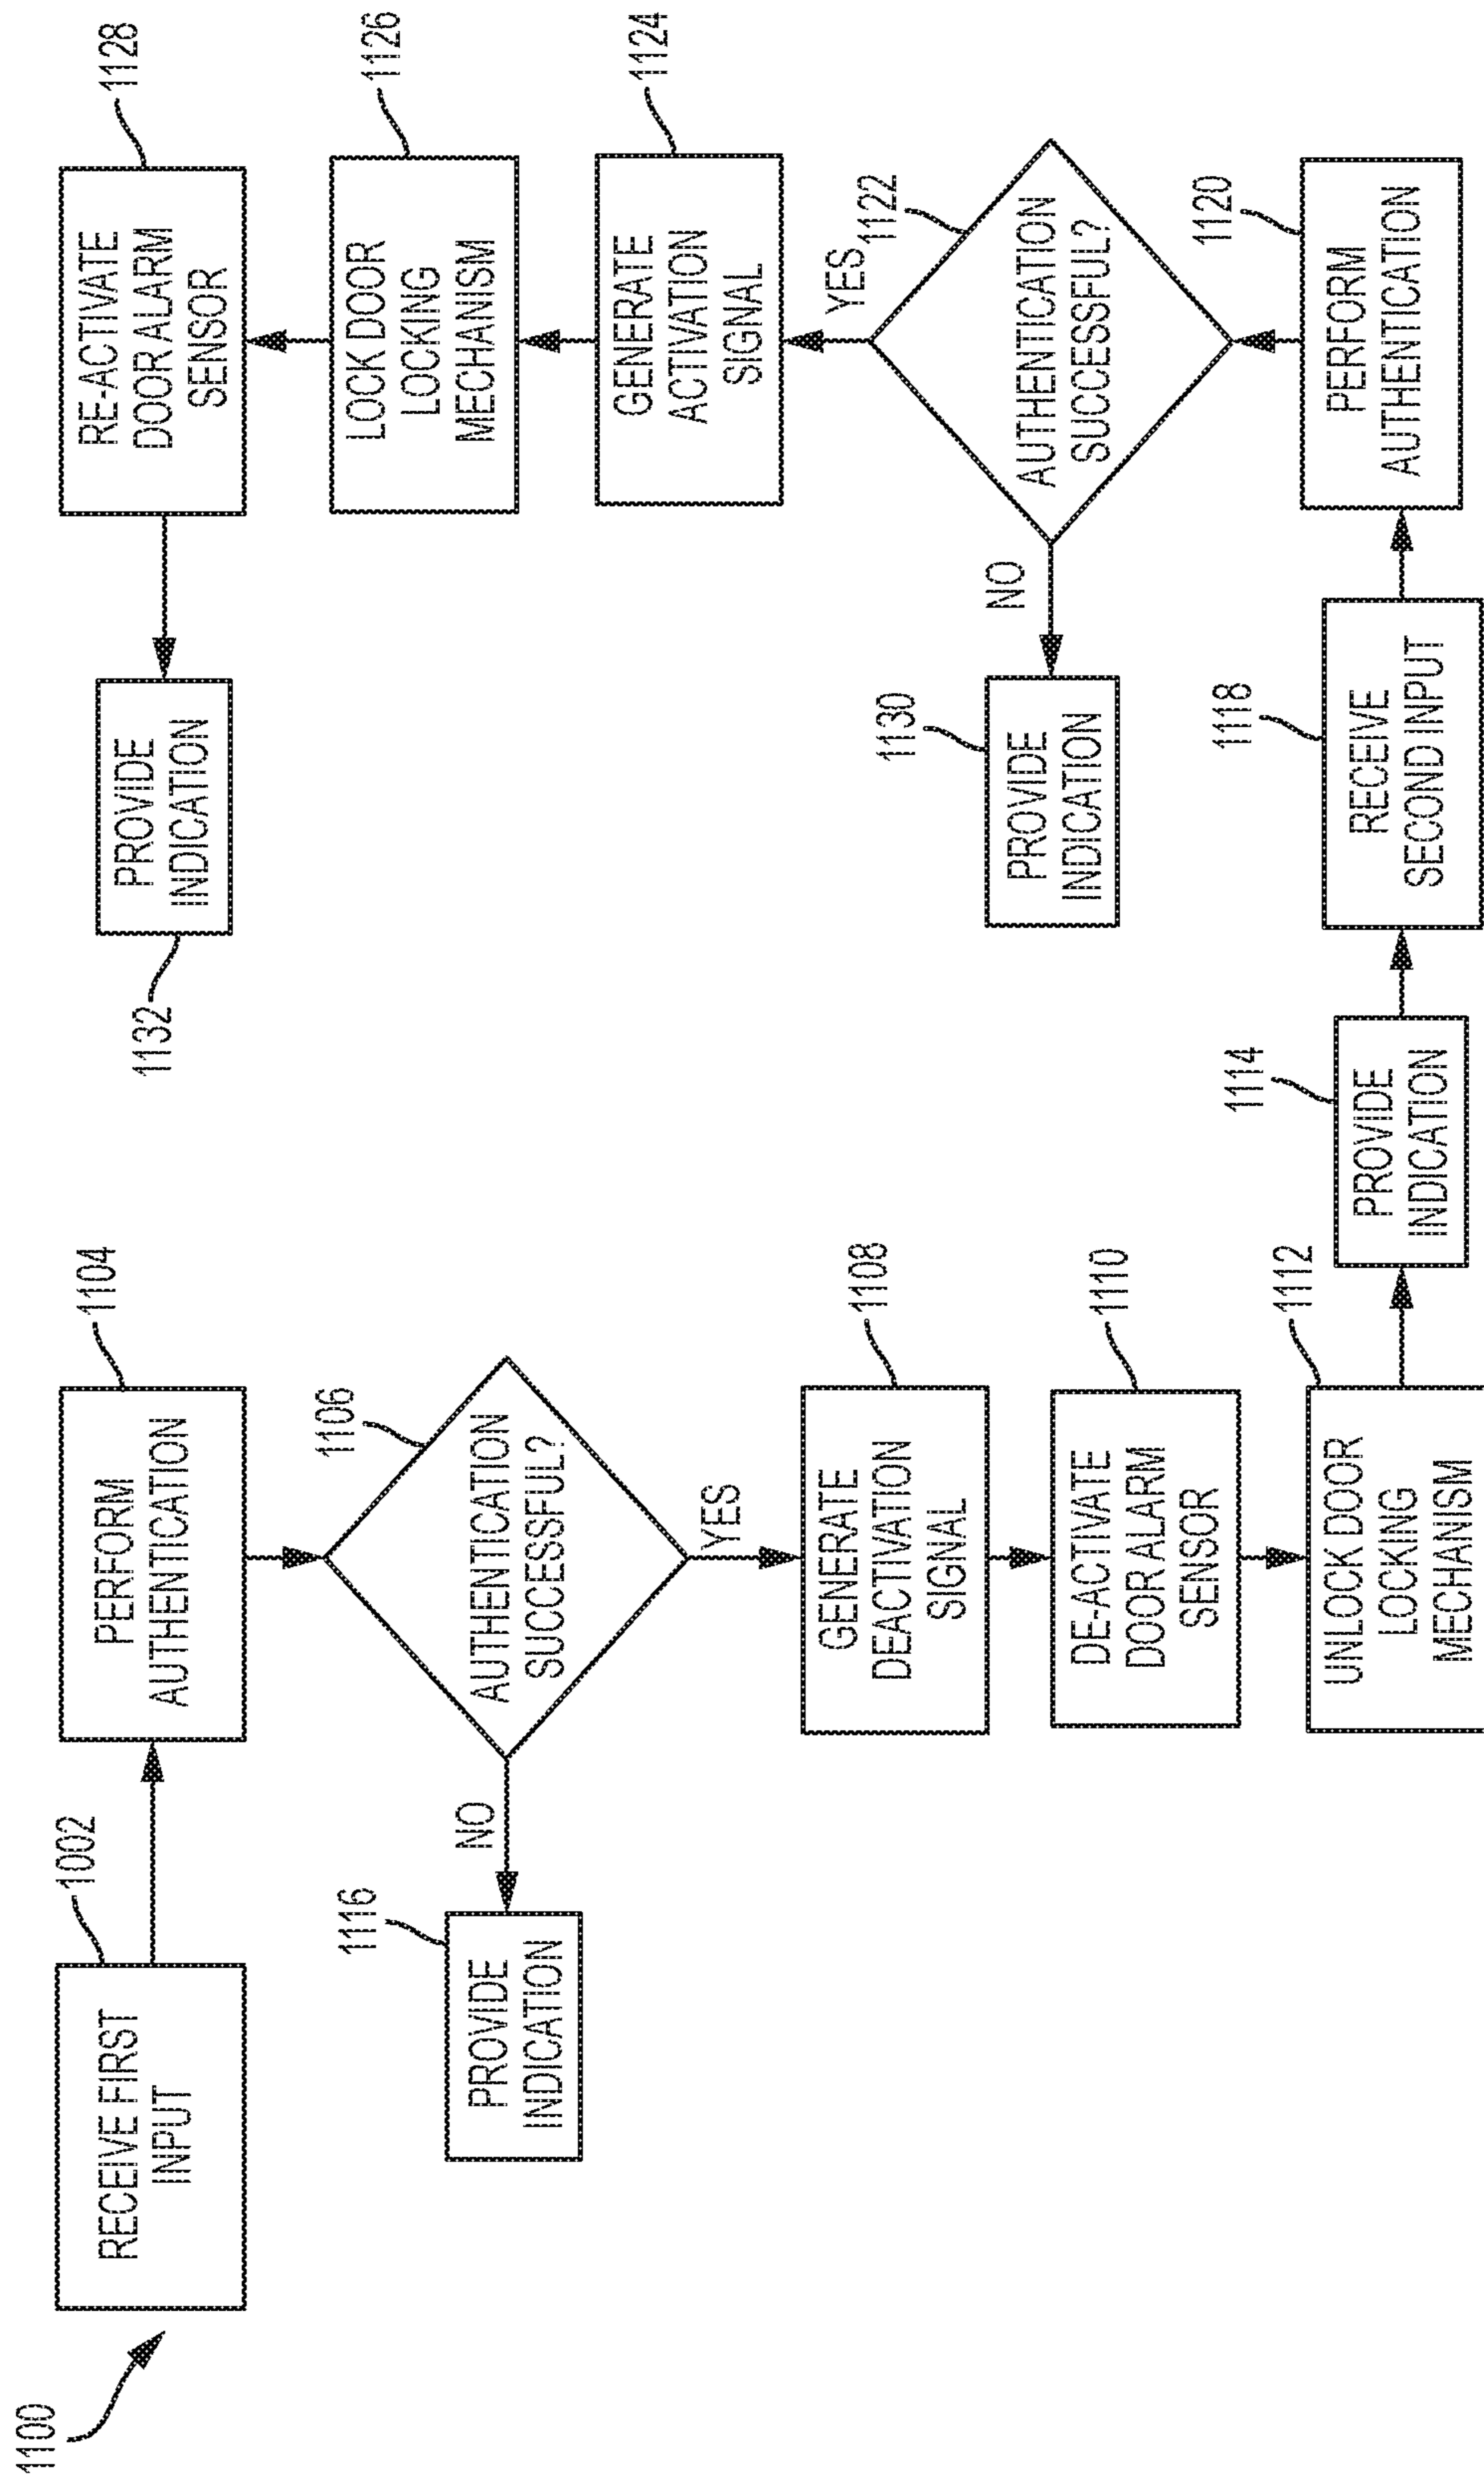 1100
1002
RECEIVE FIRST
INPUT
1104
PERFORM
AUTHENTICATION
1106
AUTHENTICATION
SUCCESSFUL?
NO
1116
PROVIDE
INDICATION
YES
1108
GENERATE
DEACTIVATION
SIGNAL
1110
DE-ACTIVATE
DOOR ALARM
SENSOR
1112
UNLOCK DOOR
LOCKING
MECHANISM
1114
PROVIDE
INDICATION
1118
RECEIVE
SECOND INPUT
1120
PERFORM
AUTHENTICATION
1122
AUTHENTICATION
SUCCESSFUL?
NO
1130
PROVIDE
INDICATION
YES
1124
GENERATE
ACTIVATION
SIGNAL
1126
LOCK DOOR
LOCKING
MECHANISM
1128
RE-ACTIVATE
DOOR ALARM
SENSOR
1132
PROVIDE
INDICATION